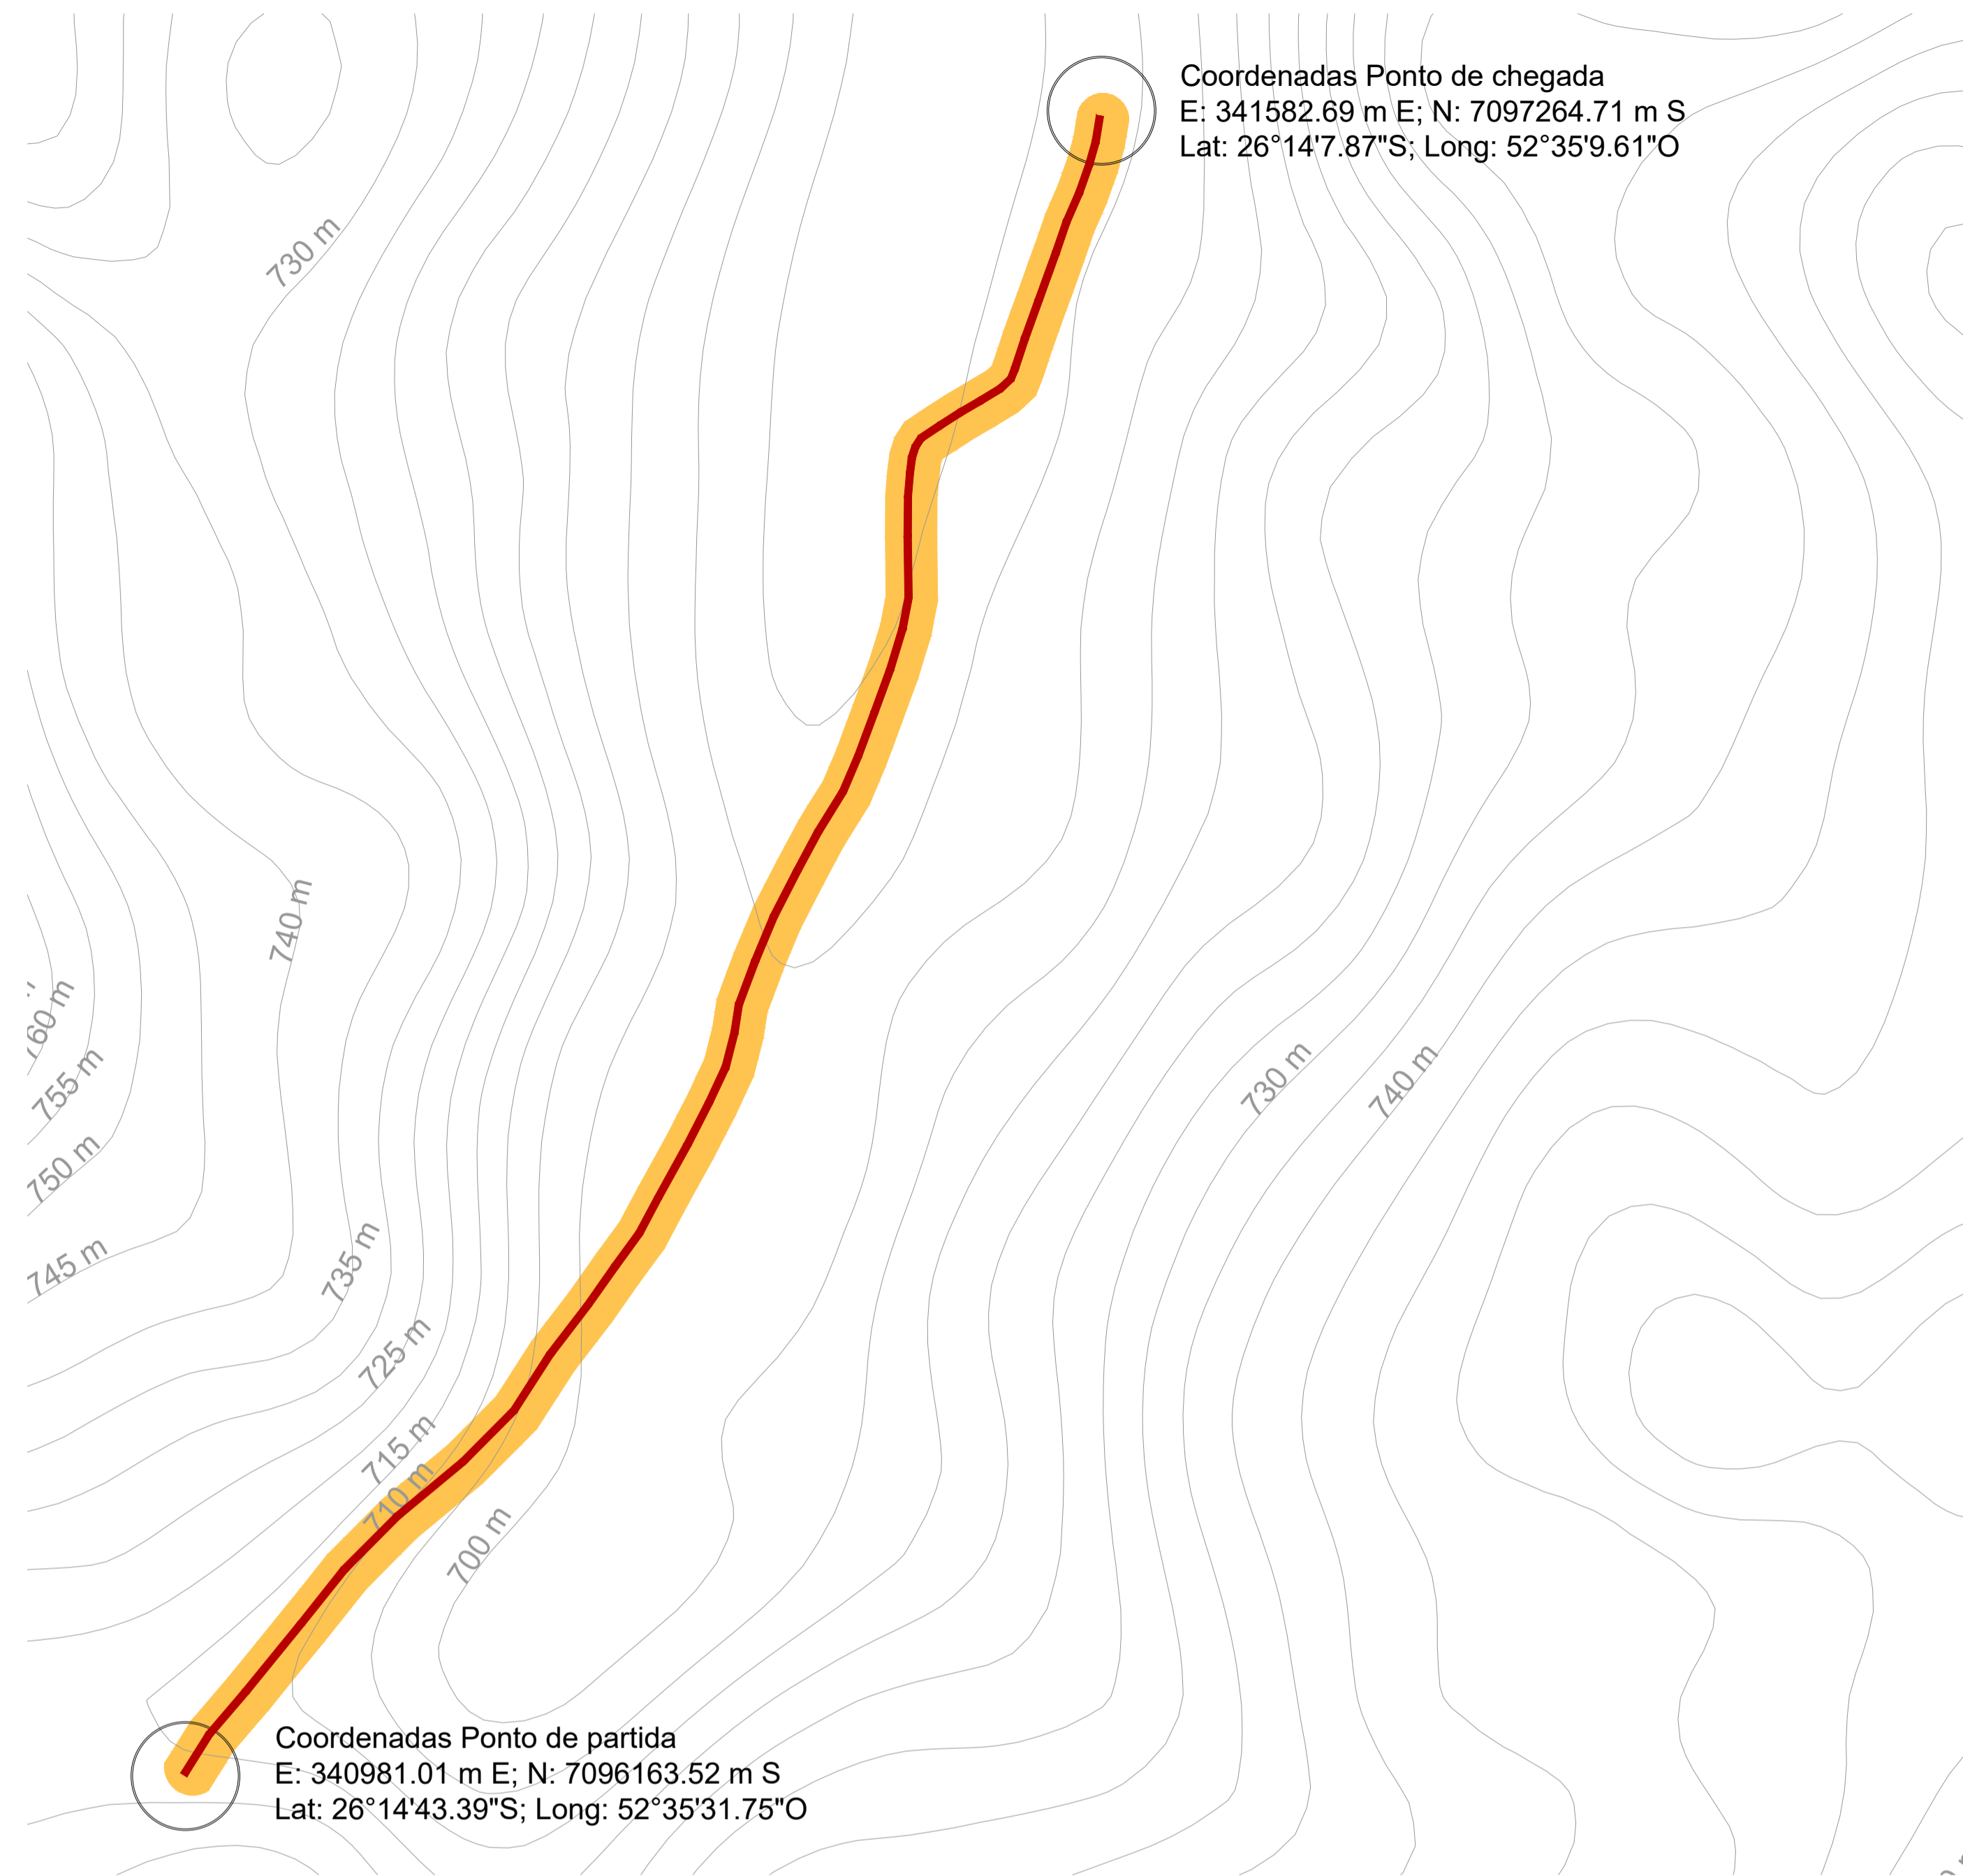 Coordenadas Ponto de chegada
E: 341582.69 m E; N: 7097264.71 m S
Lat: 26°14'7.87"S; Long: 52°35'9.61"O
730 m
740 m
760 m
755 m
750 m
745 m
735 m
725 m
715 m
710 m
700 m
730 m
740 m
Coordenadas Ponto de partida
E: 340981.01 m E; N: 7096163.52 m S
Lat: 26°14'43.39"S; Long: 52°35'31.75"O